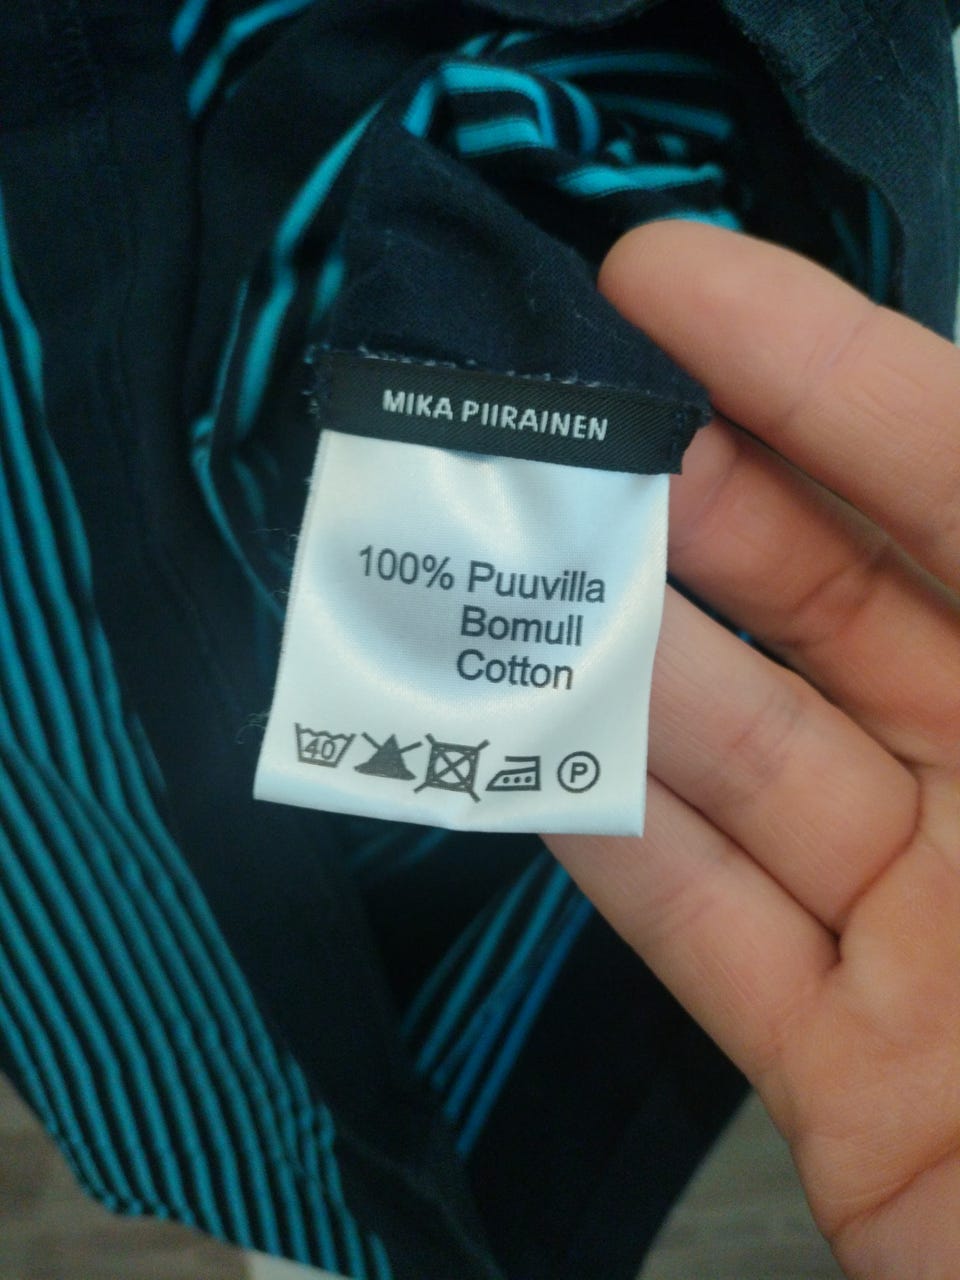 MIKA PIIRAINEN
100% Puuvilla
Bomull
Cotton
40 P